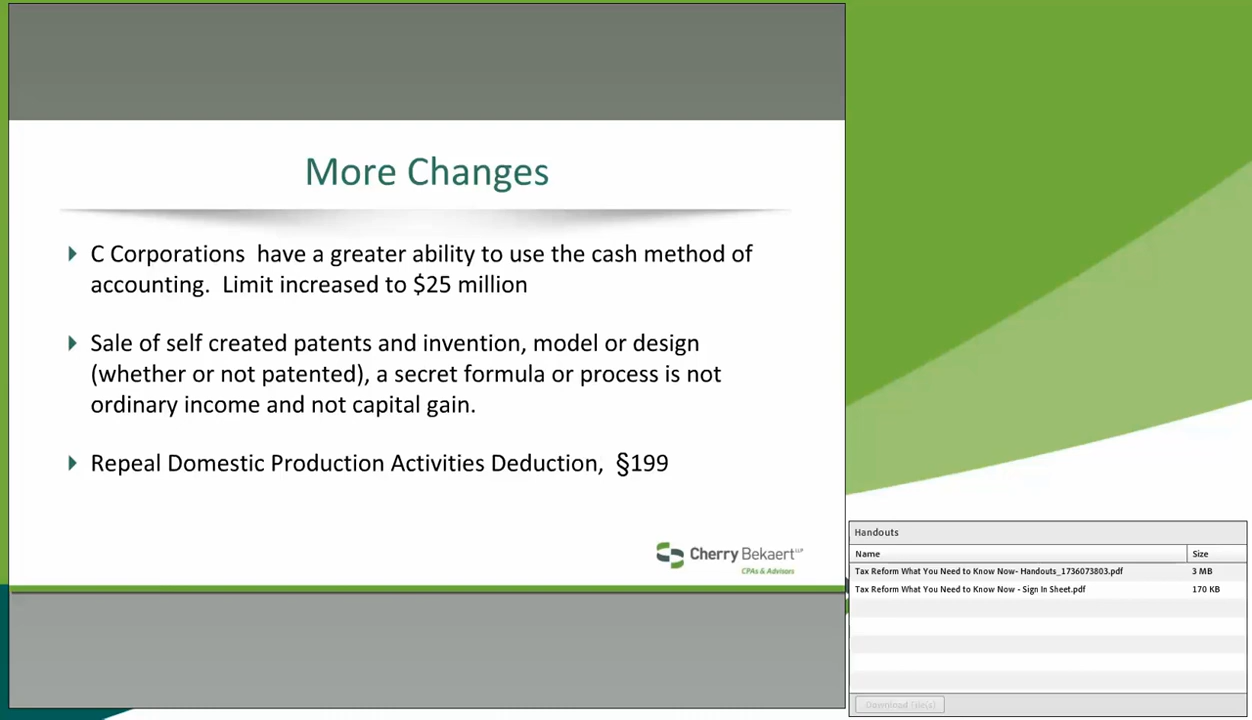 More Changes
C Corporations have a greater ability to use the cash method of
accounting. Limit increased to $25 million
Sale of self created patents and invention, model or design
(whether or not patented), a secret formula or process is not
ordinary income and not capital gain.
Repeal Domestic Production Activities Deduction, §199
Cherry Bekaert LLP
CPAs & Advisors
Handouts
Name Size
Tax Reform What You Need to Know Now- Handouts_1736073803.pdf 3 MB
Tax Reform What You Need to Know Now - Sign In Sheet.pdf 170 KB
Download File(s)